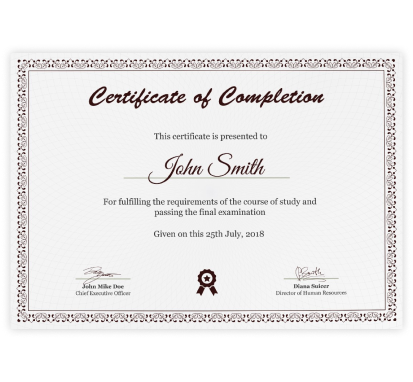 Certificate of Completion
This certificate is presented to
John Smith
For fulfilling the requirements of the course of study and
passing the final examination
Given on this 25th July, 2018
John Mike Doe
Chief Executive Officer
Diana Suizer
Director of Human Resources